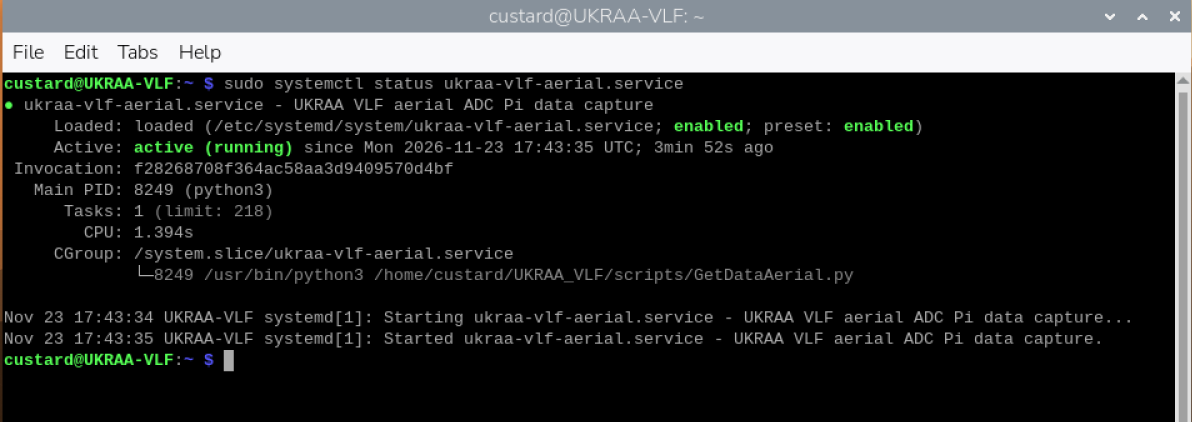 custard@UKRAA-VLF: ~
File Edit Tabs Help
custard@UKRAA-VLF:~ $ sudo systemctl status ukraa-vlf-aerial.service
● ukraa-vlf-aerial.service - UKRAA VLF aerial ADC Pi data capture
Loaded: loaded (/etc/systemd/system/ukraa-vlf-aerial.service; enabled; preset: enabled)
Active: active (running) since Mon 2026-11-23 17:43:35 UTC; 3min 52s ago
Invocation: f28268708f364ac58aa3d9409570d4bf
Main PID: 8249 (python3)
Tasks: 1 (limit: 218)
CPU: 1.394s
CGroup: /system.slice/ukraa-vlf-aerial.service
└─8249 /usr/bin/python3 /home/custard/UKRAA_VLF/scripts/GetDataAerial.py
Nov 23 17:43:34 UKRAA-VLF systemd[1]: Starting ukraa-vlf-aerial.service - UKRAA VLF aerial ADC Pi data capture...
Nov 23 17:43:35 UKRAA-VLF systemd[1]: Started ukraa-vlf-aerial.service - UKRAA VLF aerial ADC Pi data capture.
custard@UKRAA-VLF:~ $